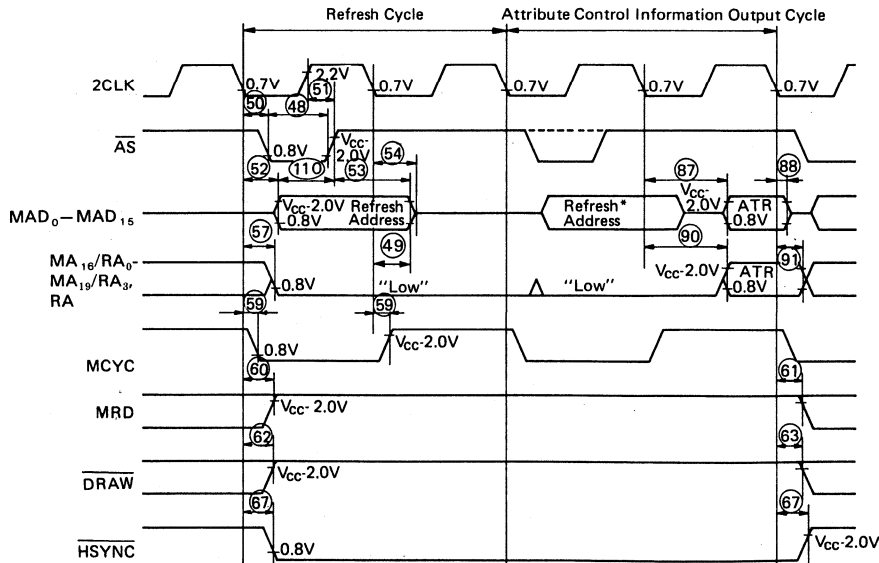 Refresh Cycle
Attribute Control Information Output Cycle
2CLK
0.7V
2.2V
0.7V
0.7V
0.7V
0.7V
50
48
51
A̅S̅
0.8V
VCC-2.0V
52
110
53
54
87
88
MAD0—MAD15
VCC-2.0V
0.8V
Refresh Address
Refresh* Address
VCC-2.0V
ATR
0.8V
57
49
90
91
MA16/RA0-
MA19/RA3,
RA
0.8V
"Low"
"Low"
VCC-2.0V
ATR
0.8V
59
59
MCYC
0.8V
VCC-2.0V
60
61
MRD
VCC- 2.0V
62
63
D̅R̅A̅W̅
VCC-2.0V
67
67
H̅S̅Y̅N̅C̅
0.8V
VCC-2.0V